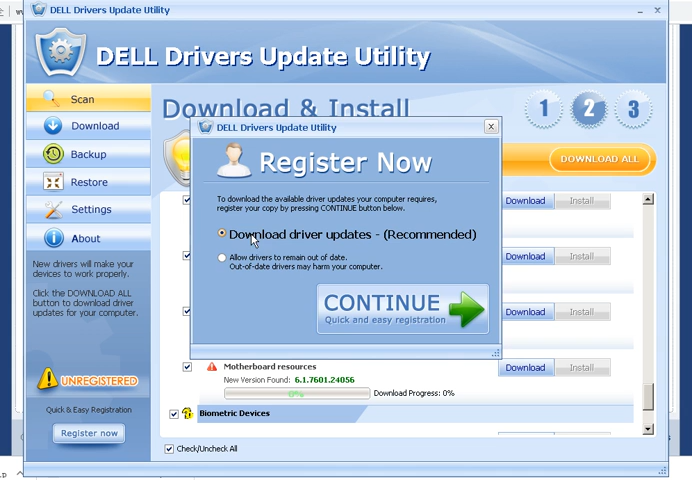 DELL Drivers Update Utility
DELL Drivers Update Utility
Scan
Download
Backup
Restore
Settings
About
New drivers will make your
devices to work properly.
Click the DOWNLOAD ALL
button to download driver
updates for your computer.
UNREGISTERED
Quick & Easy Registration
Register now
Download & Install
1
2
3
DOWNLOAD ALL
DELL Drivers Update Utility
Register Now
To download the available driver updates your computer requires,
register your copy by pressing CONTINUE button below.
Download driver updates - (Recommended)
Allow drivers to remain out of date.
Out-of-date drivers may harm your computer.
CONTINUE
Quick and easy registration
Download Install
Download Install
Download Install
Motherboard resources
Download Install
New Version Found: 6.1.7601.24056
0%
Download Progress: 0%
Biometric Devices
Check/Uncheck All